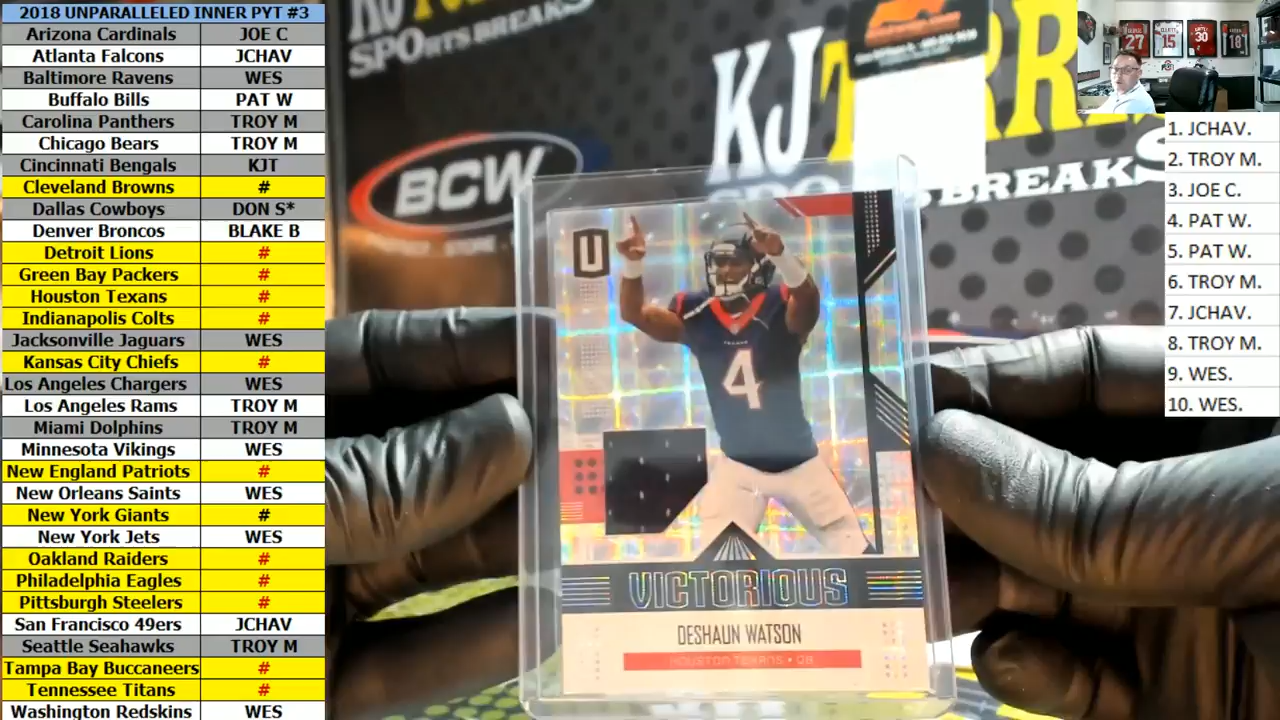 2018 UNPARALLELED INNER PYT #3
Arizona Cardinals JOE C
Atlanta Falcons JCHAV
Baltimore Ravens WES
Buffalo Bills PAT W
Carolina Panthers TROY M
Chicago Bears TROY M
Cincinnati Bengals KJT
Cleveland Browns #
Dallas Cowboys DON S*
Denver Broncos BLAKE B
Detroit Lions #
Green Bay Packers #
Houston Texans #
Indianapolis Colts #
Jacksonville Jaguars WES
Kansas City Chiefs #
Los Angeles Chargers WES
Los Angeles Rams TROY M
Miami Dolphins TROY M
Minnesota Vikings WES
New England Patriots #
New Orleans Saints WES
New York Giants #
New York Jets WES
Oakland Raiders #
Philadelphia Eagles #
Pittsburgh Steelers #
San Francisco 49ers JCHAV
Seattle Seahawks TROY M
Tampa Bay Buccaneers #
Tennessee Titans #
Washington Redskins WES
SPORTS BREAKS
KJ
BCW
SPORTS BREAKS
U
4
VICTORIOUS
DESHAUN WATSON
HOUSTON TEXANS • QB
27
15
30
18
1. JCHAV.
2. TROY M.
3. JOE C.
4. PAT W.
5. PAT W.
6. TROY M.
7. JCHAV.
8. TROY M.
9. WES.
10. WES.